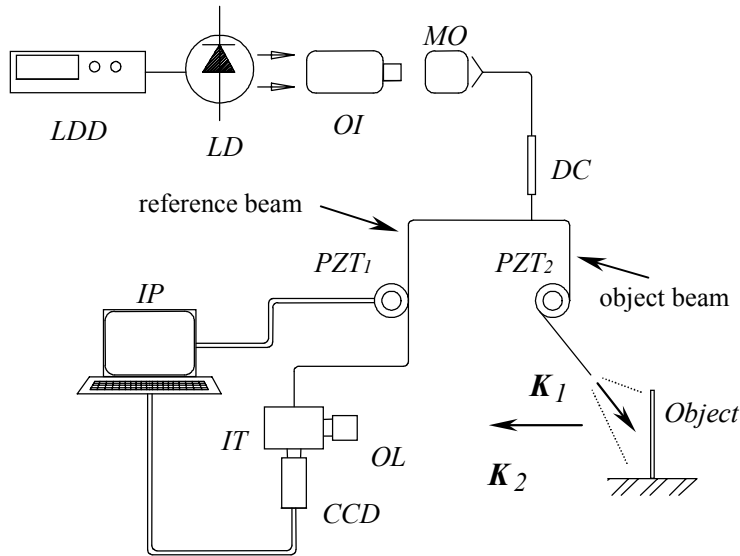 MO
LDD
LD
OI
DC
reference beam
PZT1
PZT2
IP
object beam
K1
Object
IT
OL
K2
CCD